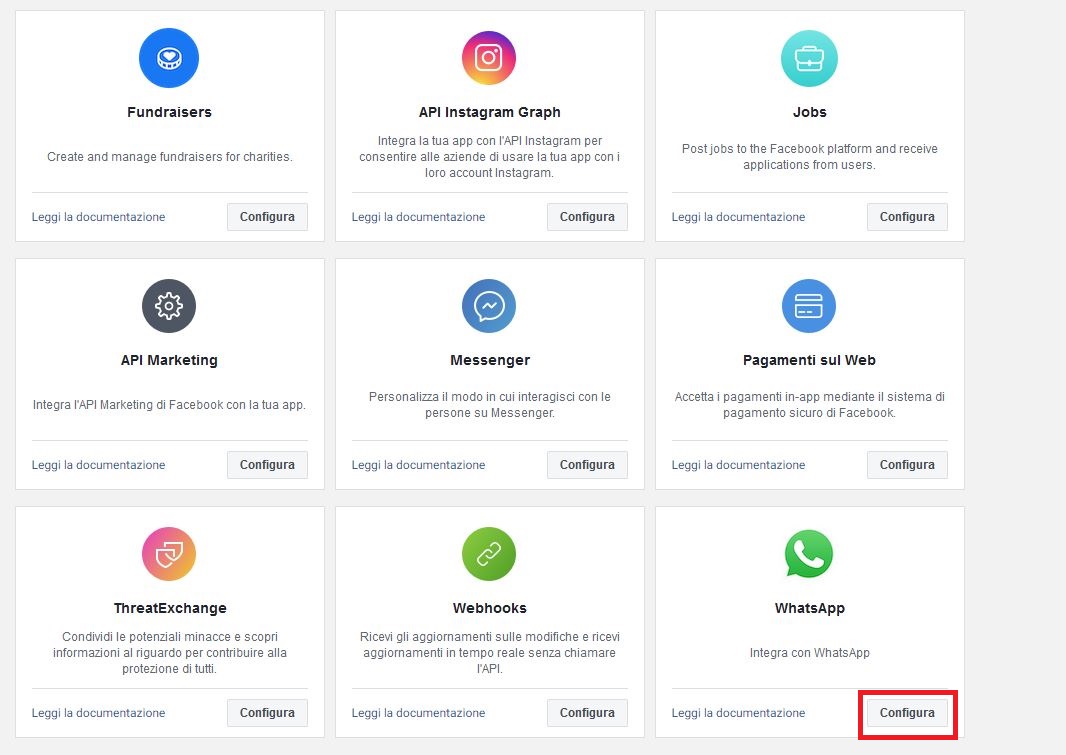 Fundraisers
Create and manage fundraisers for charities.
Leggi la documentazione
Configura
API Instagram Graph
Integra la tua app con l'API Instagram per
consentire alle aziende di usare la tua app con i
loro account Instagram.
Leggi la documentazione
Configura
Jobs
Post jobs to the Facebook platform and receive
applications from users.
Leggi la documentazione
Configura
API Marketing
Integra l'API Marketing di Facebook con la tua app.
Leggi la documentazione
Configura
Messenger
Personalizza il modo in cui interagisci con le
persone su Messenger.
Leggi la documentazione
Configura
Pagamenti sul Web
Accetta i pagamenti in-app mediante il sistema di
pagamento sicuro di Facebook.
Leggi la documentazione
Configura
ThreatExchange
Condividi le potenziali minacce e scopri
informazioni al riguardo per contribuire alla
protezione di tutti.
Leggi la documentazione
Configura
Webhooks
Ricevi gli aggiornamenti sulle modifiche e ricevi
aggiornamenti in tempo reale senza chiamare
l'API.
Leggi la documentazione
Configura
WhatsApp
Integra con WhatsApp
Leggi la documentazione
Configura